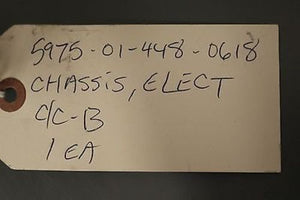 5975-01-448-0618
CHASSIS, ELECT
C/C-B
1 EA